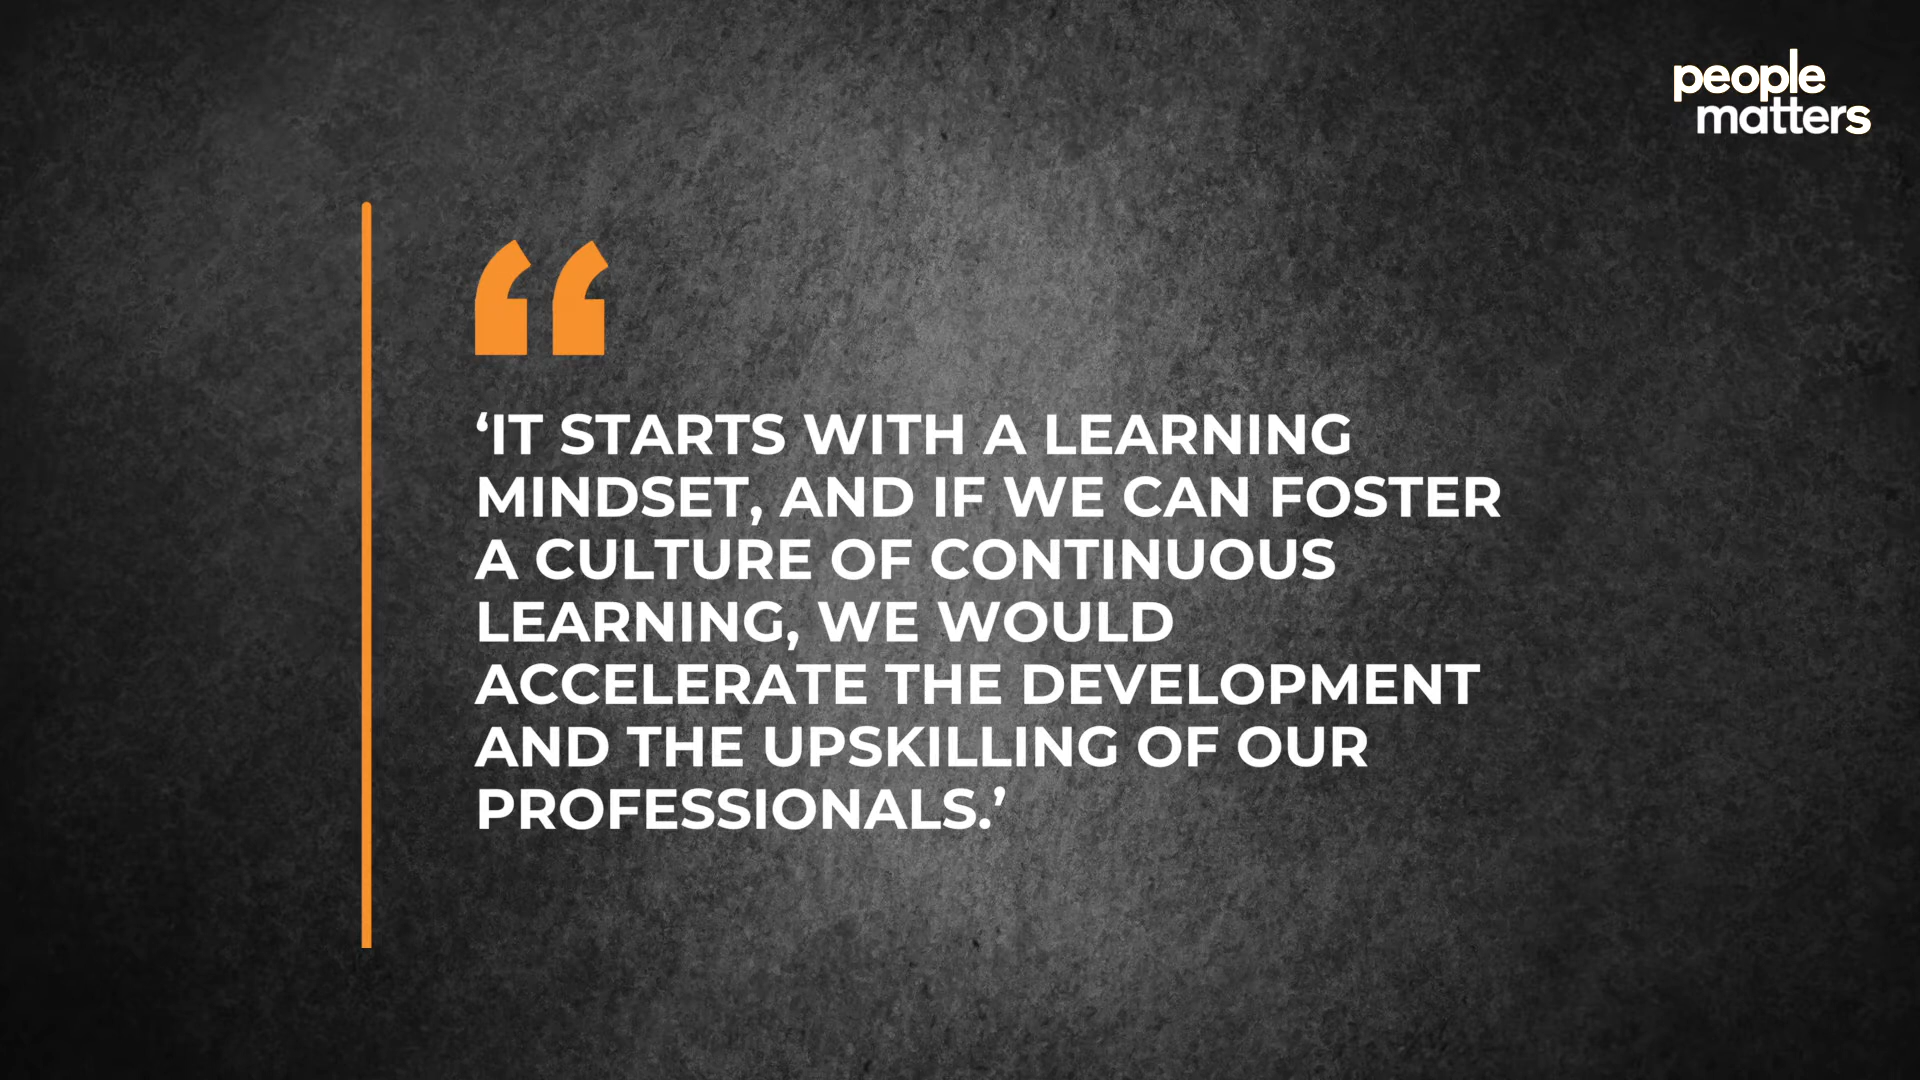 people
matters
‘IT STARTS WITH A LEARNING
MINDSET, AND IF WE CAN FOSTER
A CULTURE OF CONTINUOUS
LEARNING, WE WOULD
ACCELERATE THE DEVELOPMENT
AND THE UPSKILLING OF OUR
PROFESSIONALS.’